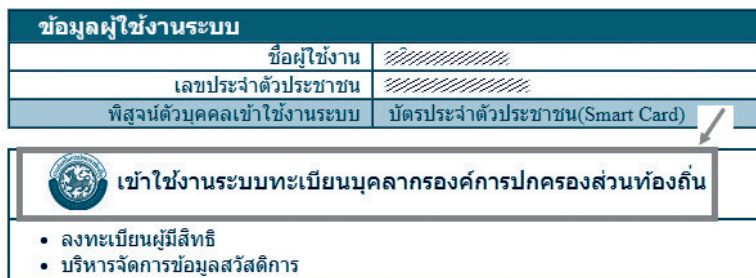 ข้อมูลผู้ใช้งานระบบ
ชื่อผู้ใช้งาน
เลขประจำตัวประชาชน
พิสูจน์ตัวบุคคลเข้าใช้งานระบบ บัตรประจำตัวประชาชน(Smart Card)
เข้าใช้งานระบบทะเบียนบุคลากรองค์การปกครองส่วนท้องถิ่น
• ลงทะเบียนผู้มีสิทธิ
• บริหารจัดการข้อมูลสวัสดิการ